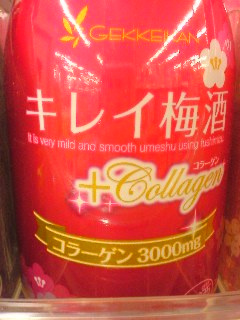 GEKKEIKAN
キレイ梅酒
It is very mild and smooth umeshu using
コラーゲン
+Collagen
コラーゲン 3000mg